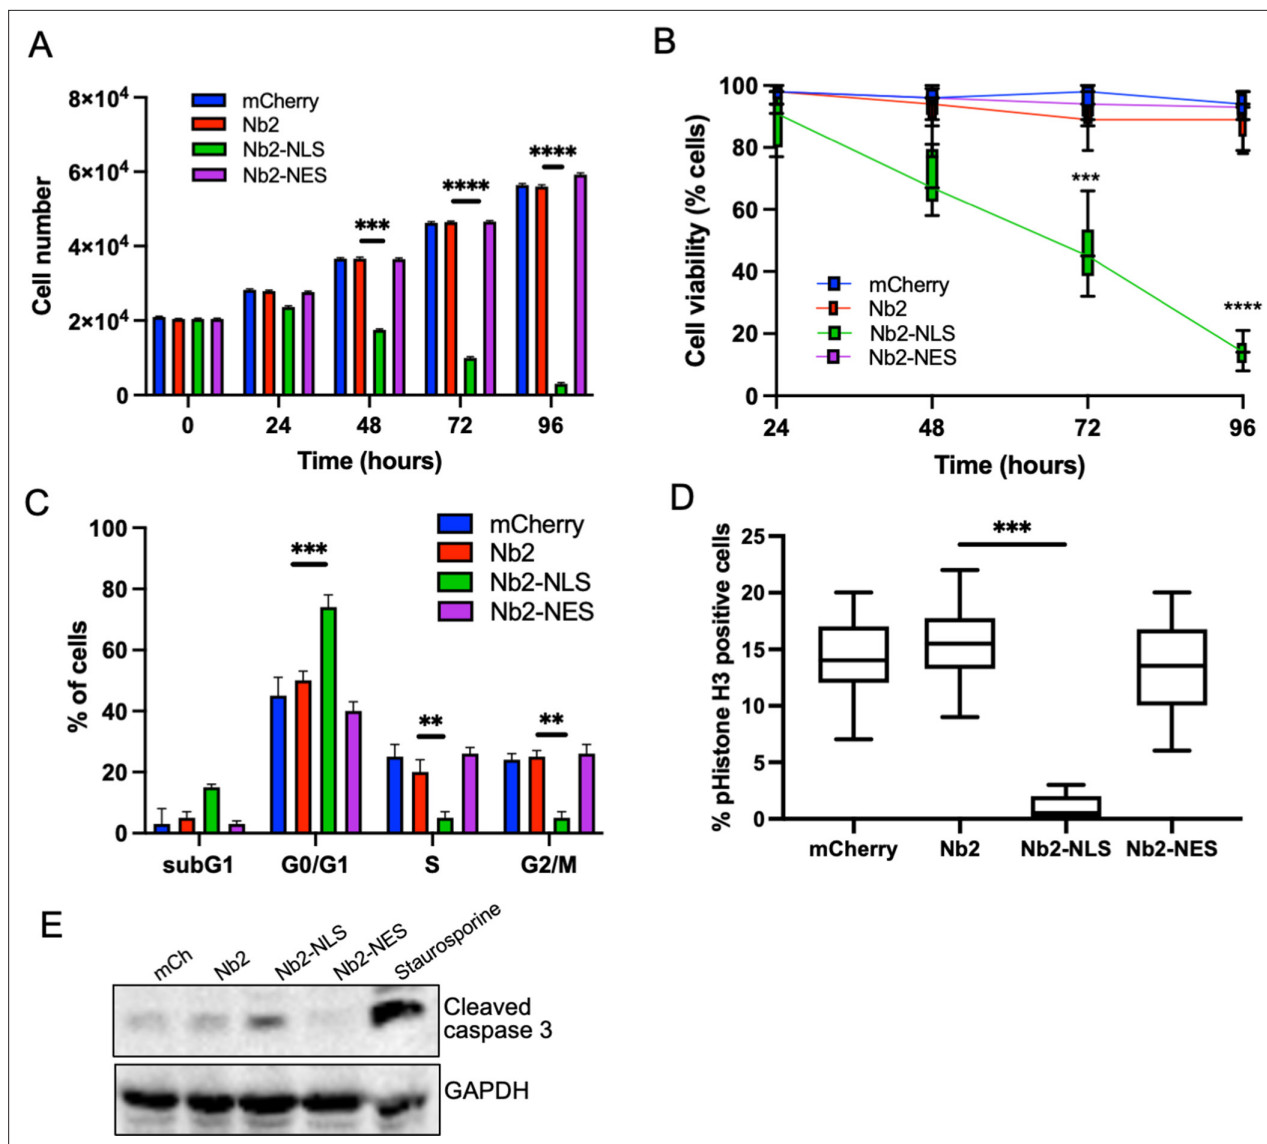 A
8×10⁴
6×10⁴
4×10⁴
2×10⁴
0
Cell number
mCherry
Nb2
Nb2-NLS
Nb2-NES
***
****
****
0 24 48 72 96
Time (hours)
B
100
80
60
40
20
0
Cell viability (% cells)
***
****
mCherry
Nb2
Nb2-NLS
Nb2-NES
24 48 72 96
Time (hours)
C
100
80
60
40
20
0
% of cells
mCherry
Nb2
Nb2-NLS
Nb2-NES
***
**
**
subG1 G0/G1 S G2/M
D
25
20
15
10
5
0
% pHistone H3 positive cells
***
mCherry Nb2 Nb2-NLS Nb2-NES
E
mCh Nb2 Nb2-NLS Nb2-NES Staurosporine
Cleaved
caspase 3
GAPDH